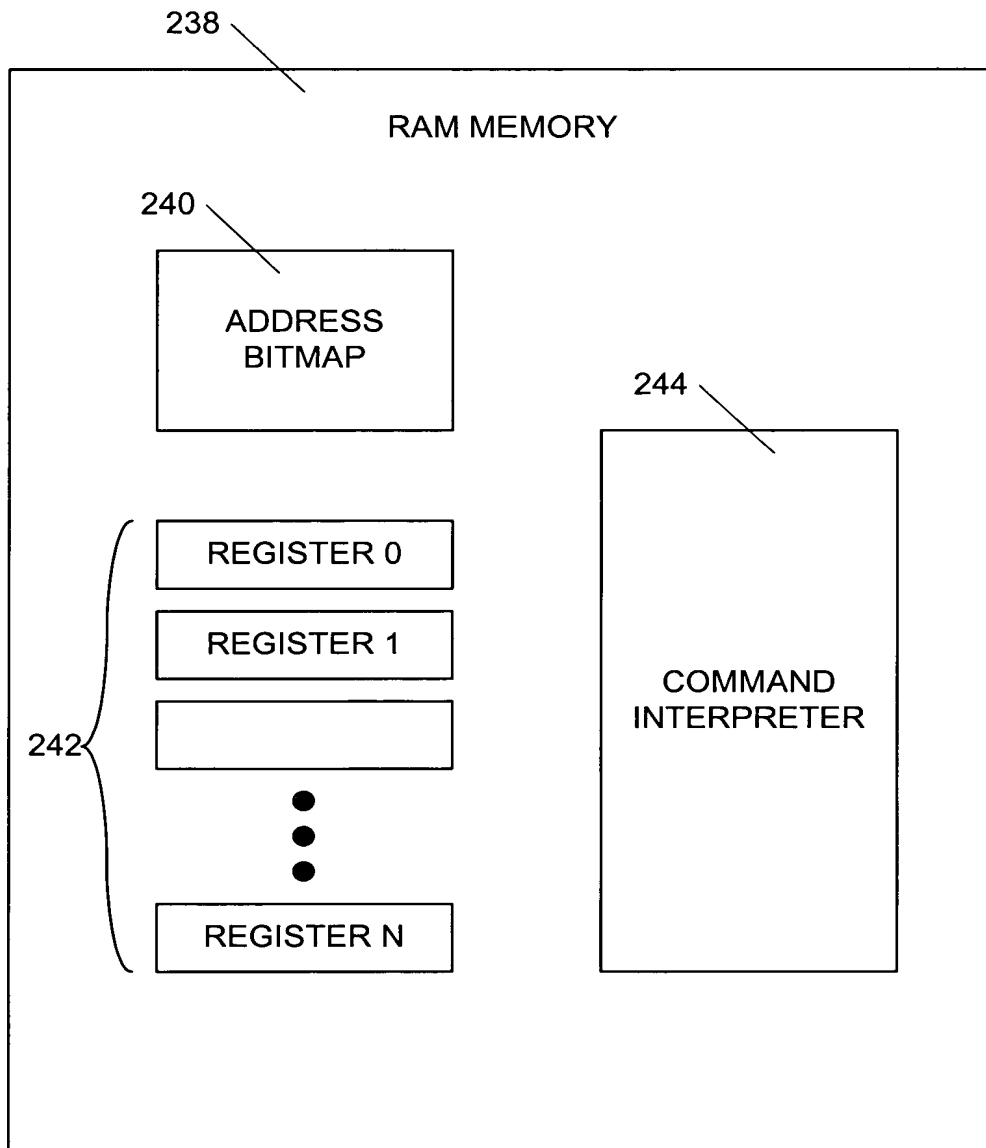 238
RAM MEMORY
240
ADDRESS
BITMAP
244
REGISTER 0
REGISTER 1
COMMAND
INTERPRETER
242
REGISTER N